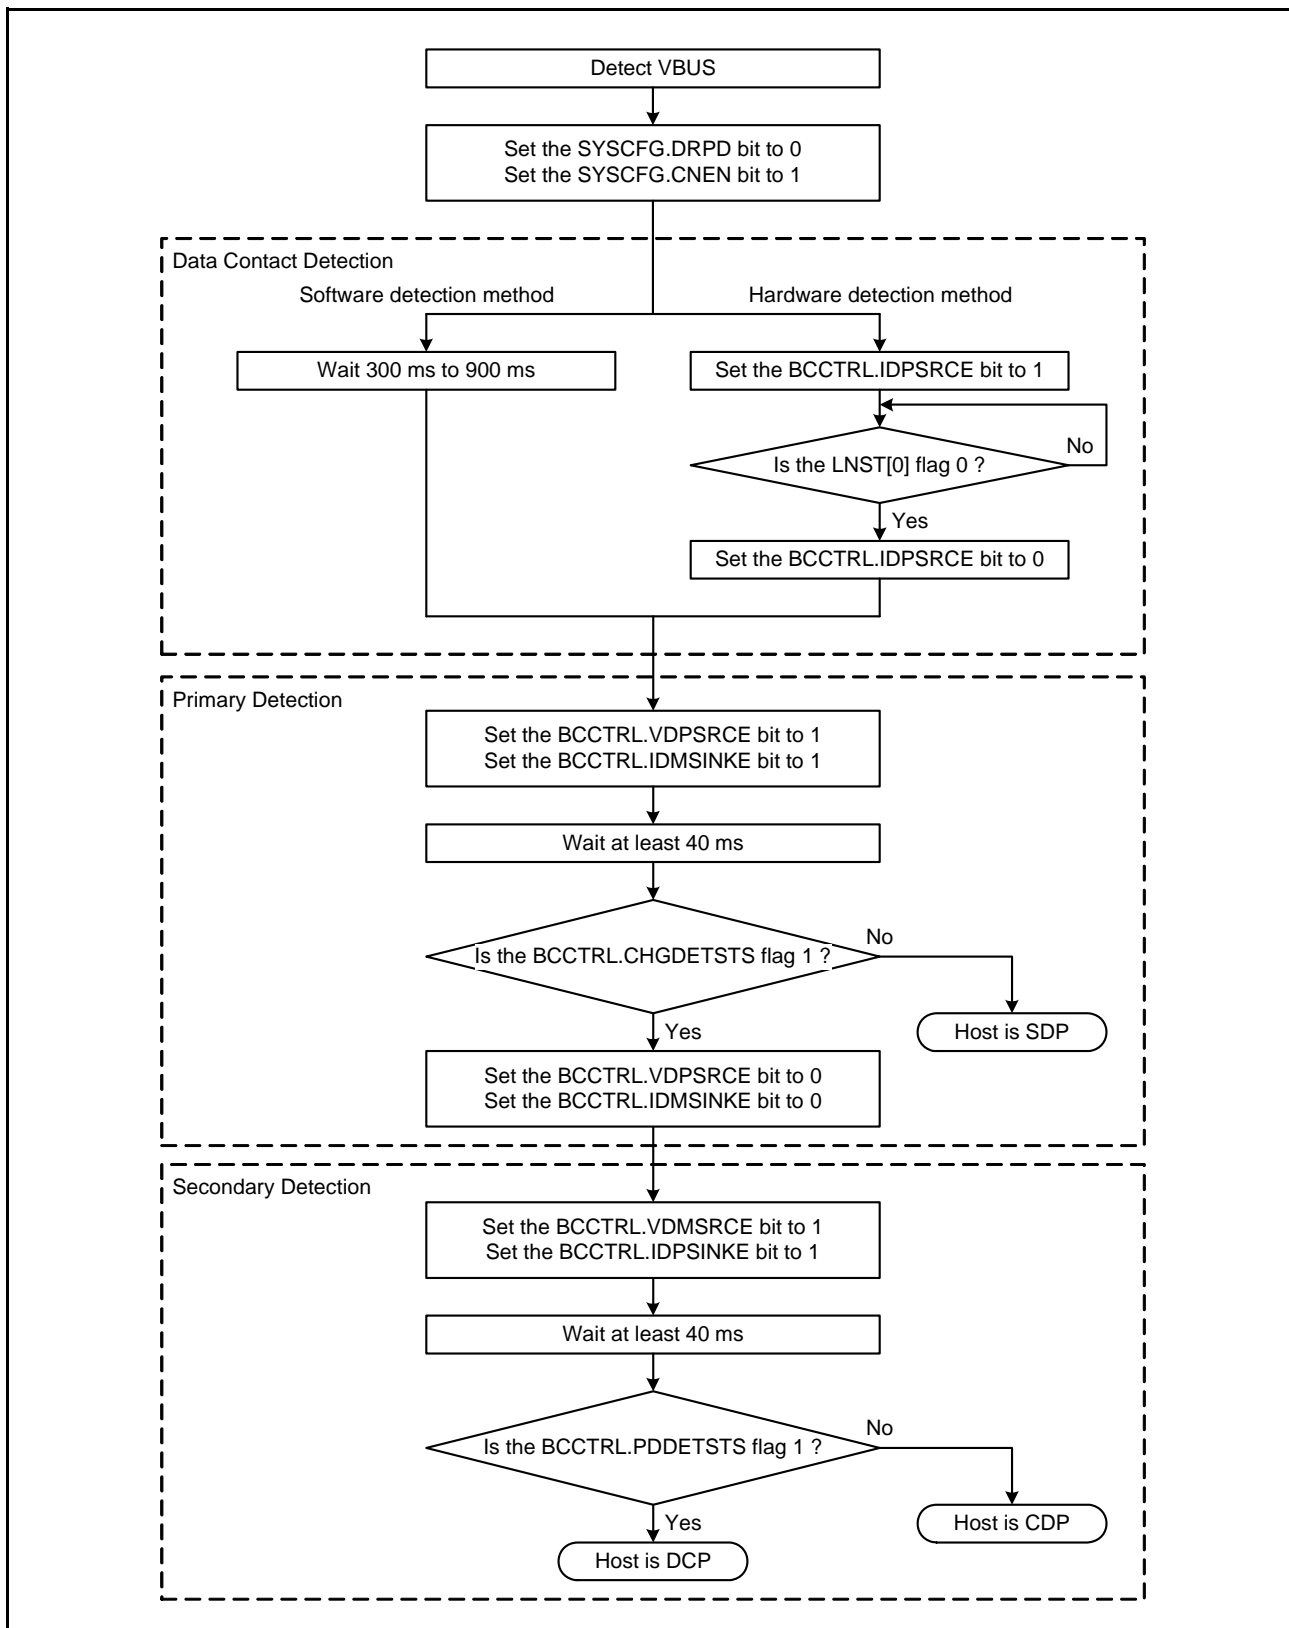 Detect VBUS
Set the SYSCFG.DRPD bit to 0
Set the SYSCFG.CNEN bit to 1
Data Contact Detection
Software detection method
Hardware detection method
Wait 300 ms to 900 ms
Set the BCCTRL.IDPSRCE bit to 1
Is the LNST[0] flag 0 ?
No
Yes
Set the BCCTRL.IDPSRCE bit to 0
Primary Detection
Set the BCCTRL.VDPSRCE bit to 1
Set the BCCTRL.IDMSINKE bit to 1
Wait at least 40 ms
Is the BCCTRL.CHGDETSTS flag 1 ?
No
Host is SDP
Yes
Set the BCCTRL.VDPSRCE bit to 0
Set the BCCTRL.IDMSINKE bit to 0
Secondary Detection
Set the BCCTRL.VDMSRCE bit to 1
Set the BCCTRL.IDPSINKE bit to 1
Wait at least 40 ms
Is the BCCTRL.PDDETSTS flag 1 ?
No
Host is CDP
Yes
Host is DCP